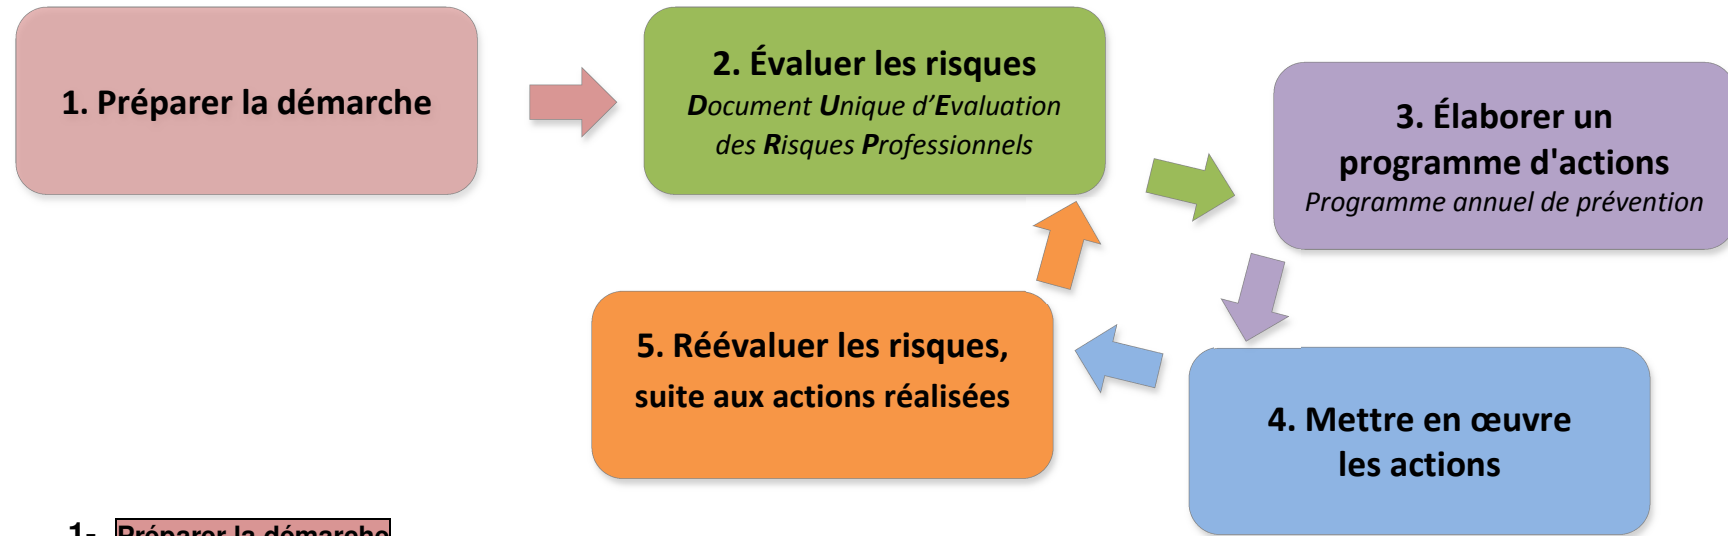 1. Préparer la démarche
2. Évaluer les risques
Document Unique d'Evaluation
des Risques Professionnels
3. Élaborer un
programme d'actions
Programme annuel de prévention
5. Réévaluer les risques,
suite aux actions réalisées
4. Mettre en œuvre
les actions
1- Préparer la démarche